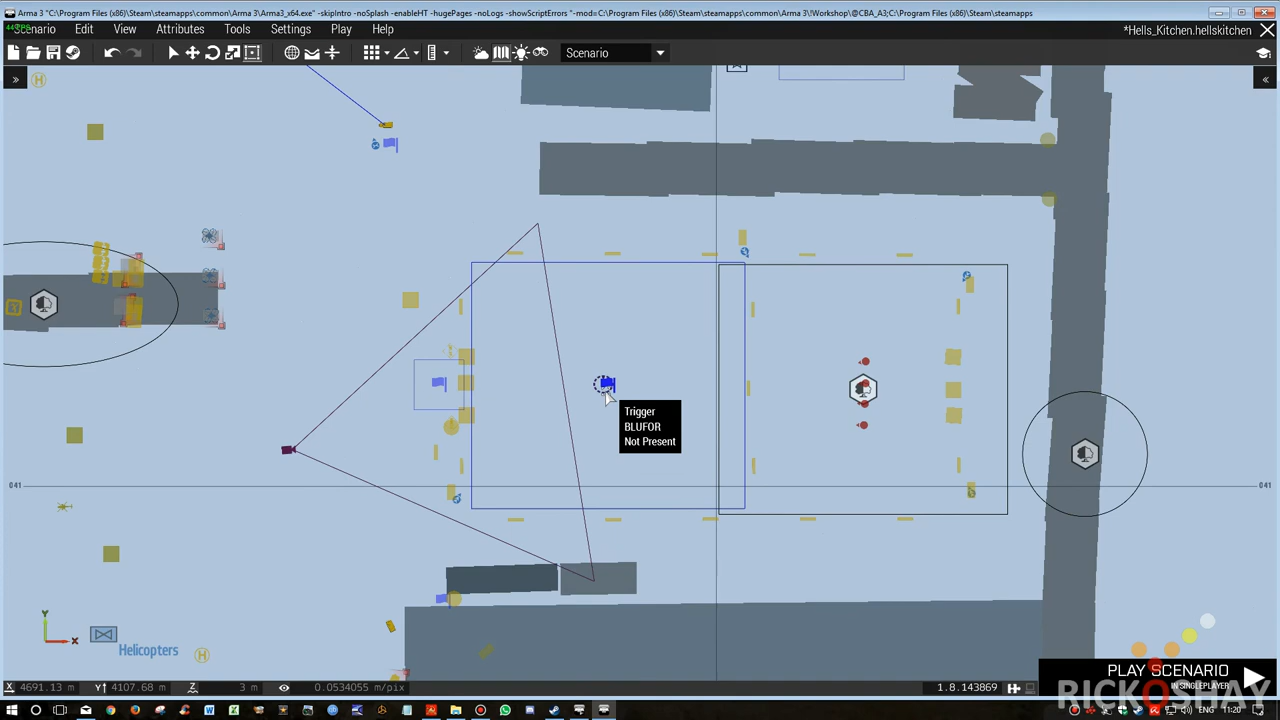 Arma 3 "C:\Program Files (x86)\Steam\steamapps\common\Arma 3\Arma3_x64.exe" -skipIntro -noSplash -enableHT -hugePages -noLogs -showScriptErrors "-mod=C:\Program Files (x86)\Steam\steamapps\common\Arma 3\!Workshop\@CBA_A3;C:\Program Files (x86)\Steam\steamapps
Scenario Edit View Attributes Tools Settings Play Help
*Hells_Kitchen.hellskitchen
Scenario
Trigger
BLUFOR
Not Present
041
041
Y
X
Helicopters
PLAY SCENARIO
IN SINGLEPLAYER
X 4691.13 m Y 4107.68 m Z 3 m 0.0534055 m/pix
1.8.143869
RICKOSHAY
ENG 11:20